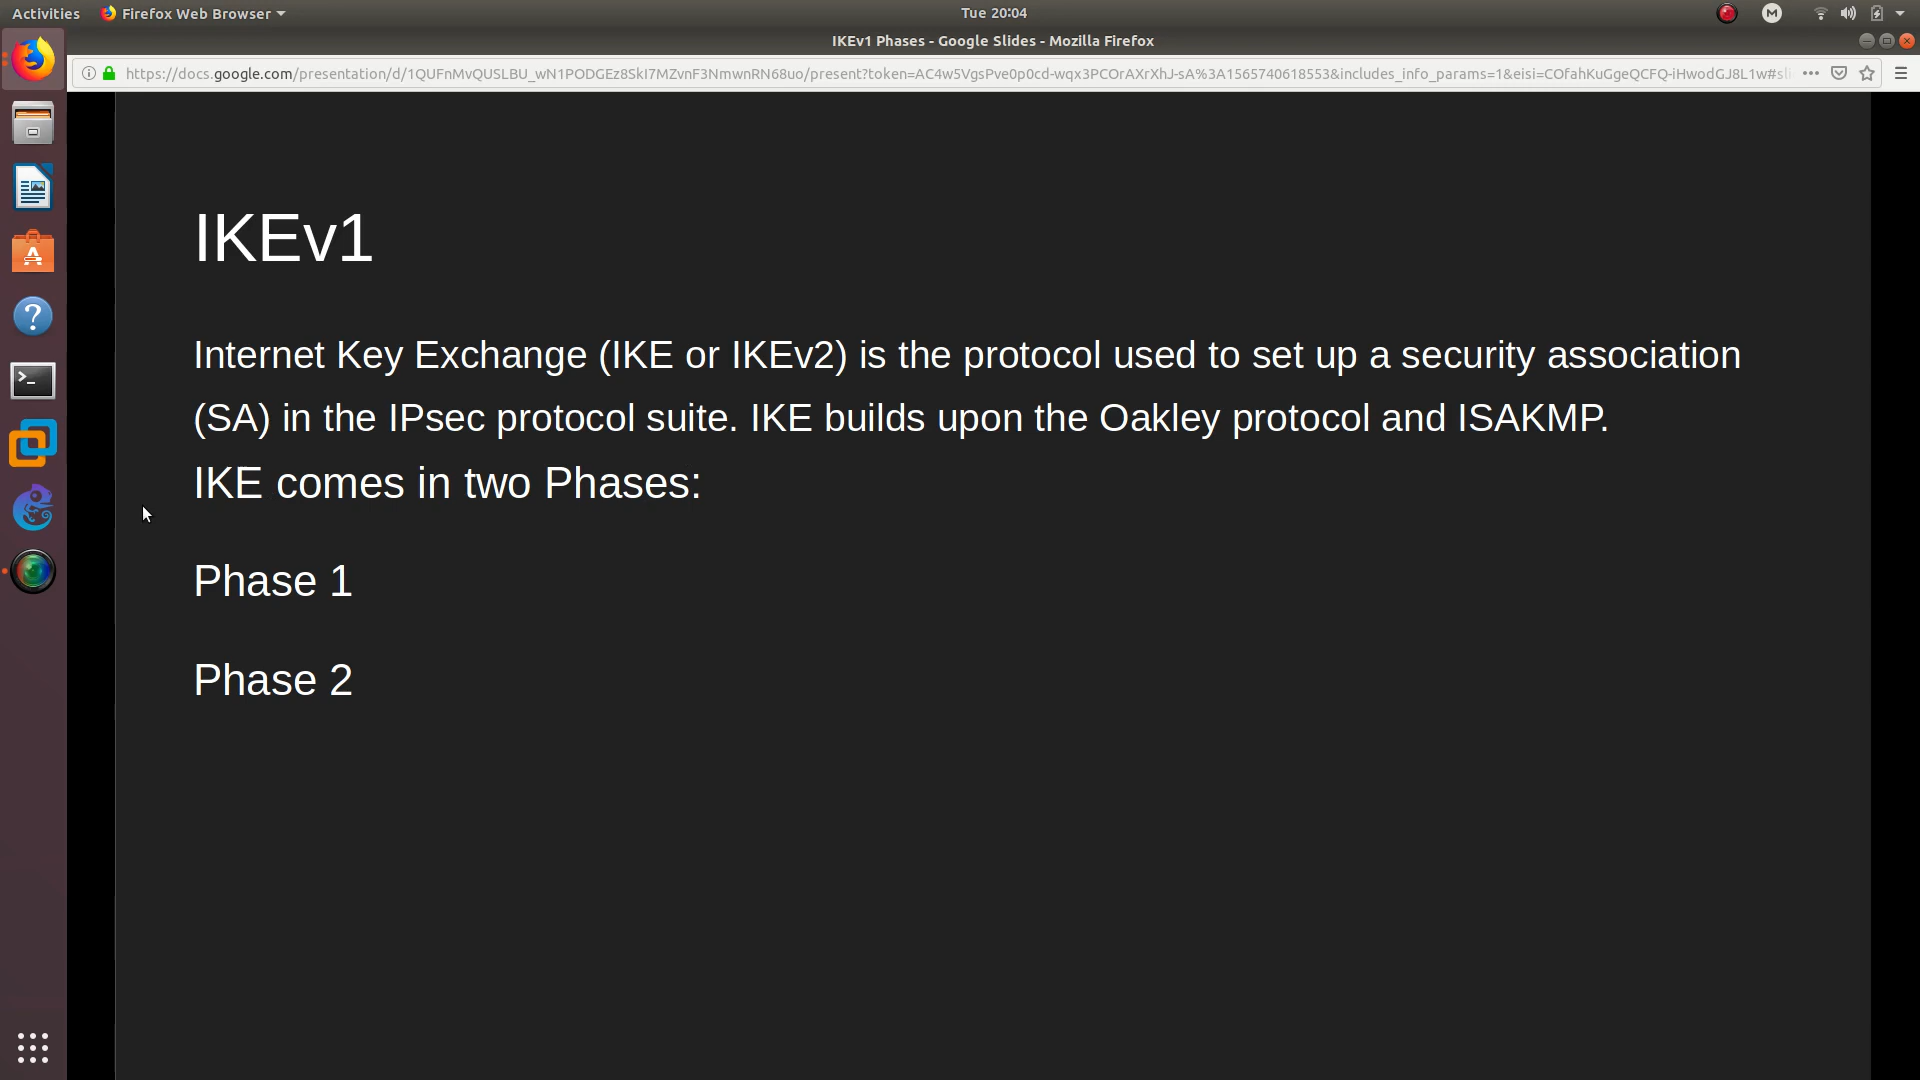 Activities
Firefox Web Browser
Tue 20:04
IKEv1 Phases - Google Slides - Mozilla Firefox
https://docs.google.com/presentation/d/1QUFnMvQUSLBU_wN1PODGEz8SkI7MZvnF3NmwnRN68uo/present?token=AC4w5VgsPve0p0cd-wqx3PCOrAXrXhJ-sA%3A1565740618553&includes_info_params=1&eisi=COfahKuGgeQCFQ-iHwodGJ8L1w#sli
IKEv1
Internet Key Exchange (IKE or IKEv2) is the protocol used to set up a security association
(SA) in the IPsec protocol suite. IKE builds upon the Oakley protocol and ISAKMP.
IKE comes in two Phases:
Phase 1
Phase 2